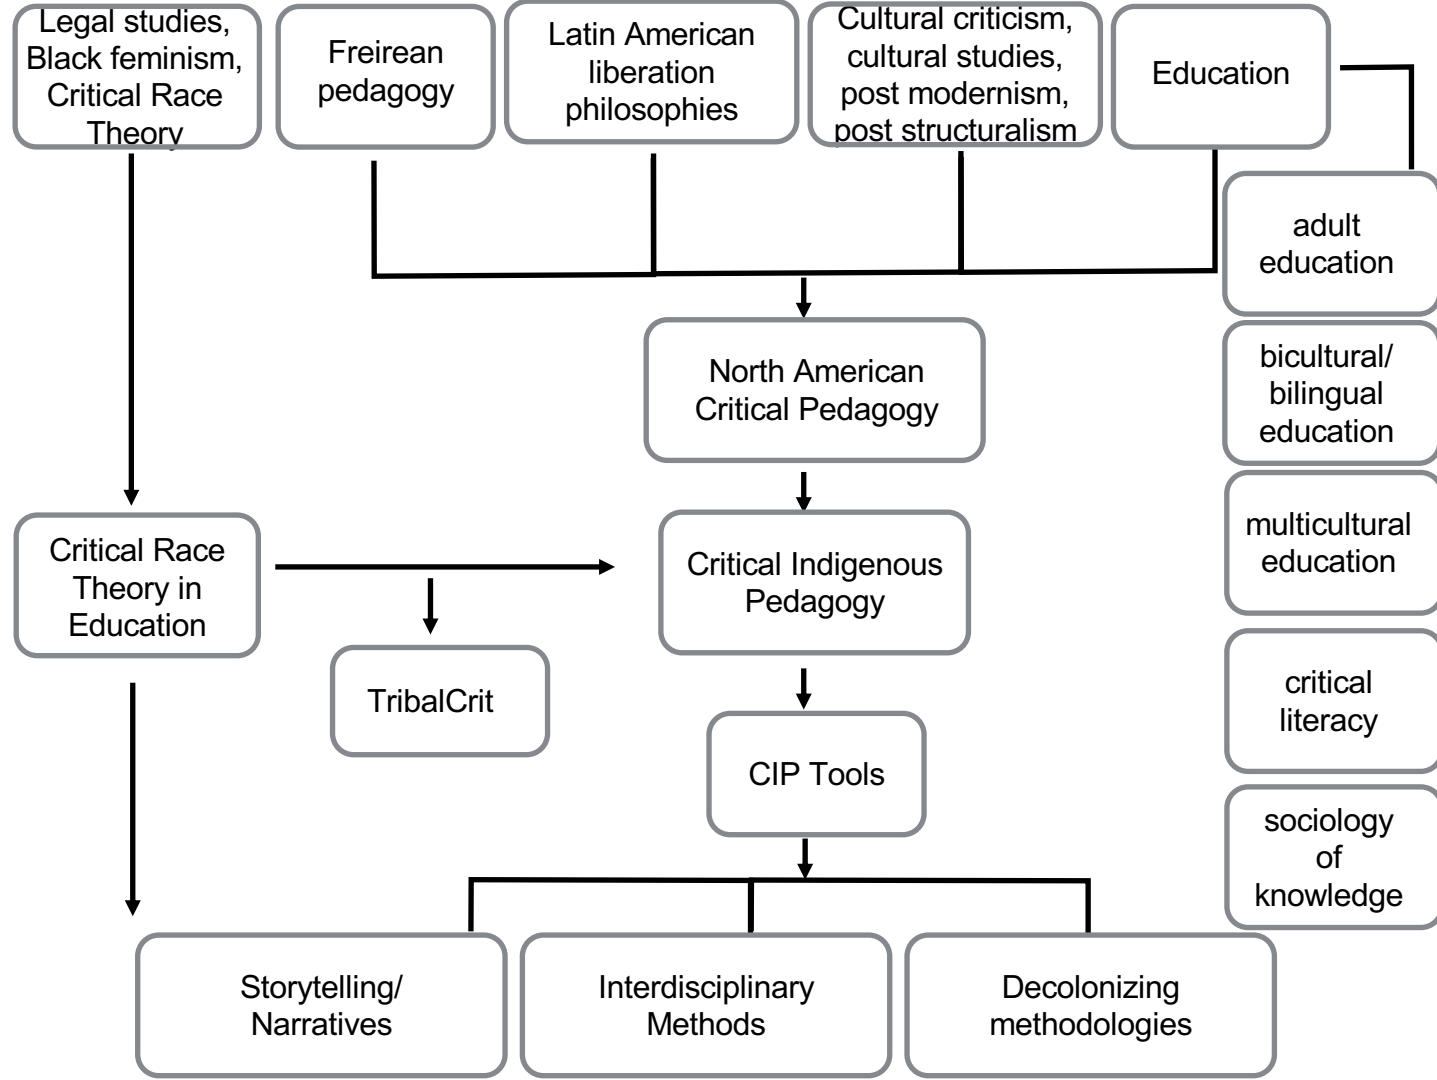 Legal studies,
Black feminism,
Critical Race
Theory
Freirean
pedagogy
Latin American
liberation
philosophies
Cultural criticism,
cultural studies,
post modernism,
post structuralism
Education
adult
education
bicultural/
bilingual
education
multicultural
education
critical
literacy
sociology
of
knowledge
North American
Critical Pedagogy
Critical Race
Theory in
Education
Critical Indigenous
Pedagogy
TribalCrit
CIP Tools
Storytelling/
Narratives
Interdisciplinary
Methods
Decolonizing
methodologies